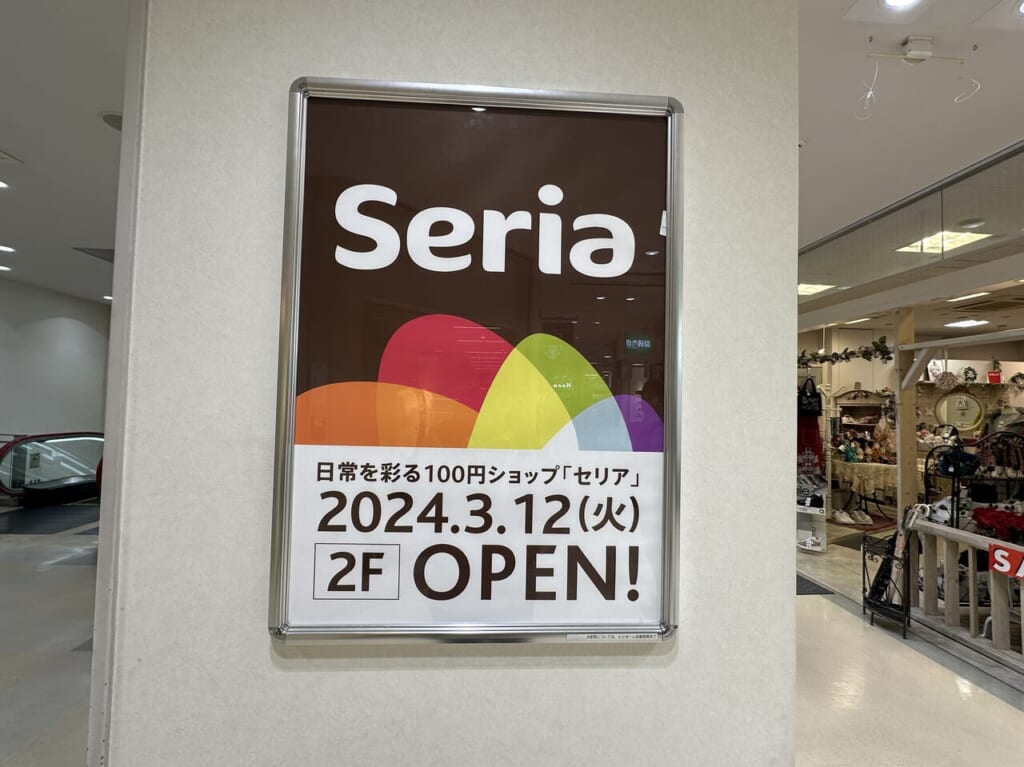 Seria
日常を彩る100円ショップ「セリア」
2024.3.12(火)
2F OPEN!